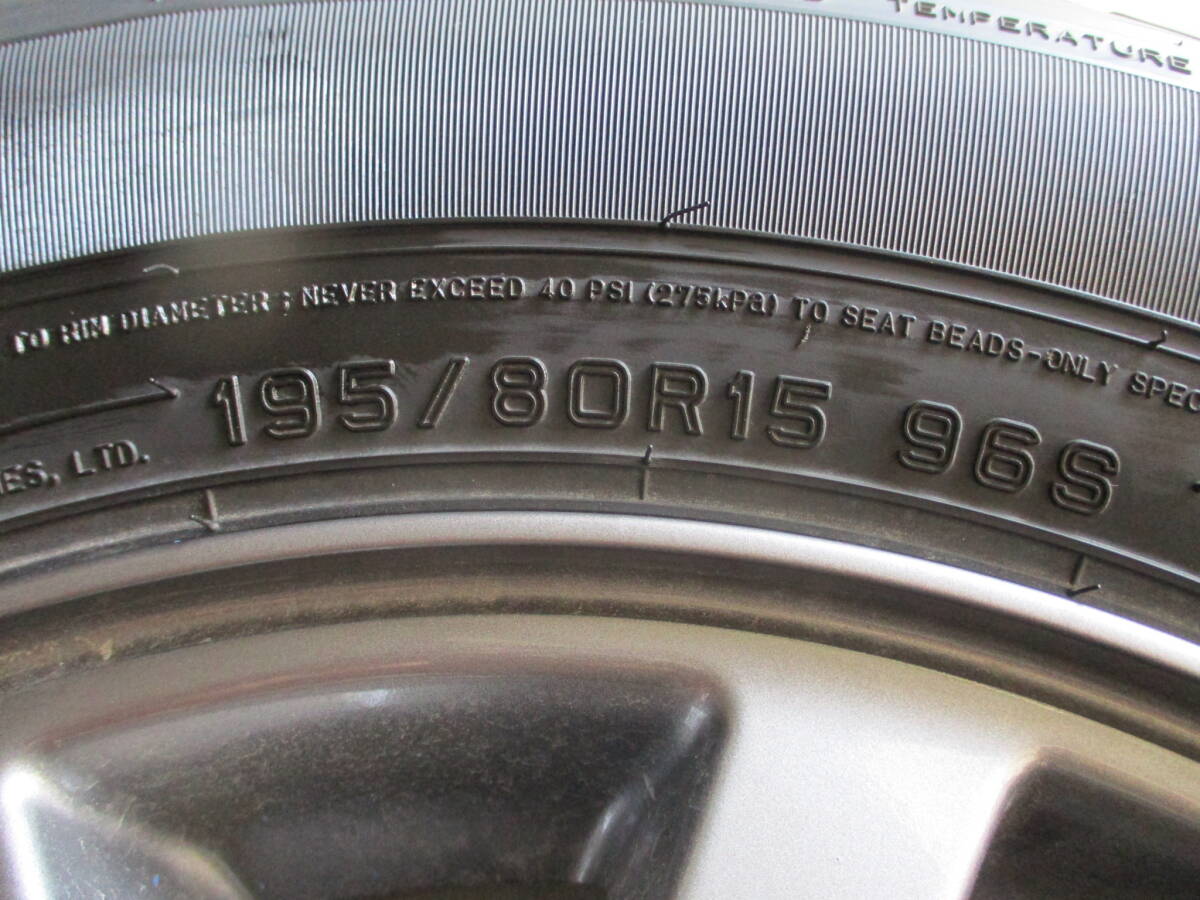 TEMPERATURE
TO RIM DIAMETER ; NEVER EXCEED 40 PSI (275kPa) TO SEAT BEADS-ONLY SPEC
195/80R15 96S
ES, LTD.